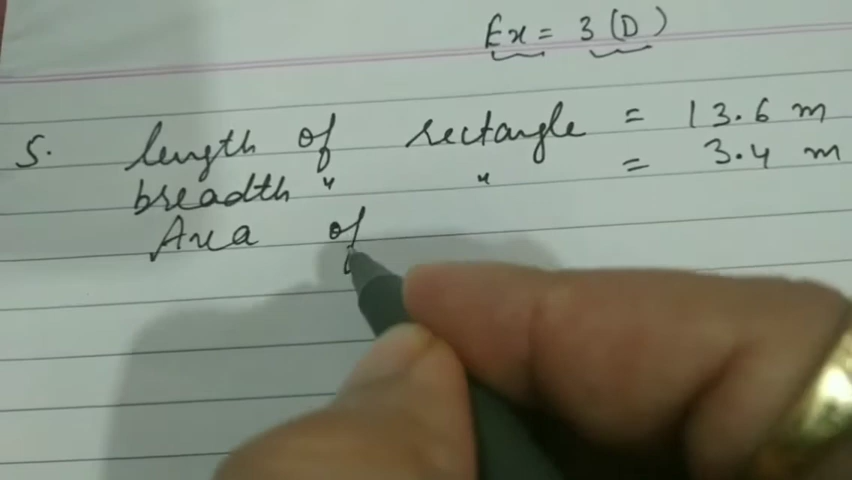 Ex = 3 (D)
5. length of rectangle = 13.6 m
breadth " " = 3.4 m
Area of